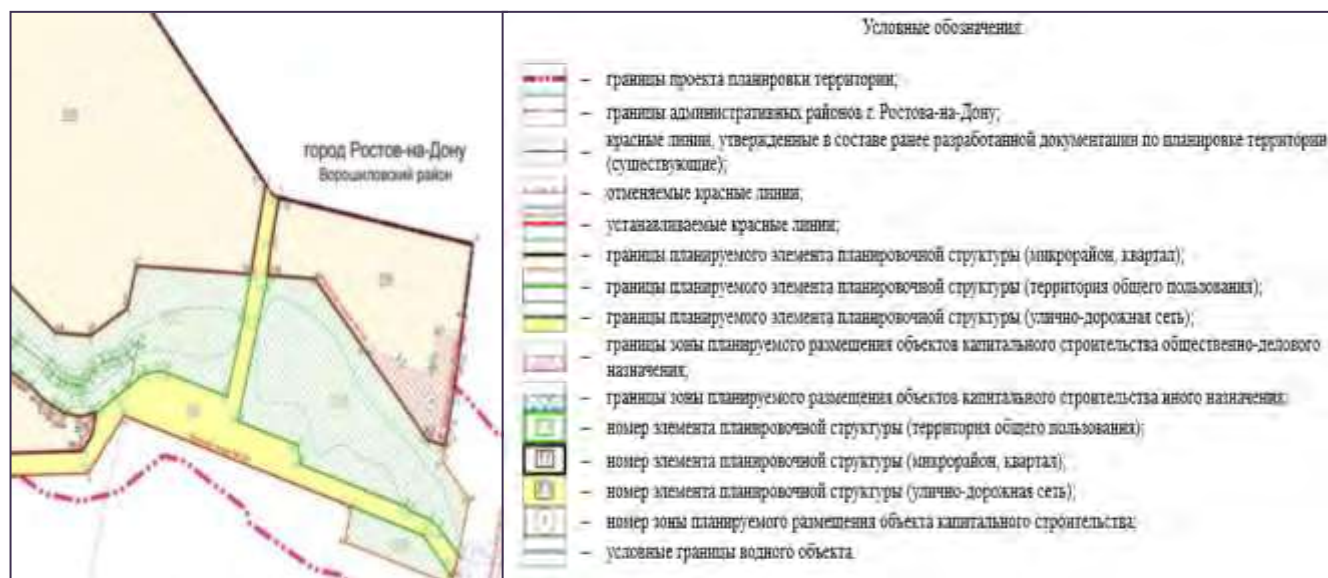 город Ростов-на-Дону
Ворошиловский район
Условные обозначения:
– границы проекта планировки территории;
– границы административных районов г. Ростова-на-Дону;
– красные линии, утвержденные в составе ранее разработанной документации по планировке территории
(существующие);
– отменяемые красные линии;
– устанавливаемые красные линии;
– границы планируемого элемента планировочной структуры (микрорайон, квартал);
– границы планируемого элемента планировочной структуры (территория общего пользования);
– границы планируемого элемента планировочной структуры (улично-дорожная сеть);
– границы зоны планируемого размещения объектов капитального строительства общественно-делового
назначения;
– границы зоны планируемого размещения объектов капитального строительства иного назначения;
– номер элемента планировочной структуры (территория общего пользования);
– номер элемента планировочной структуры (микрорайон, квартал);
– номер элемента планировочной структуры (улично-дорожная сеть);
– номер зоны планируемого размещения объекта капитального строительства;
– условные границы водного объекта